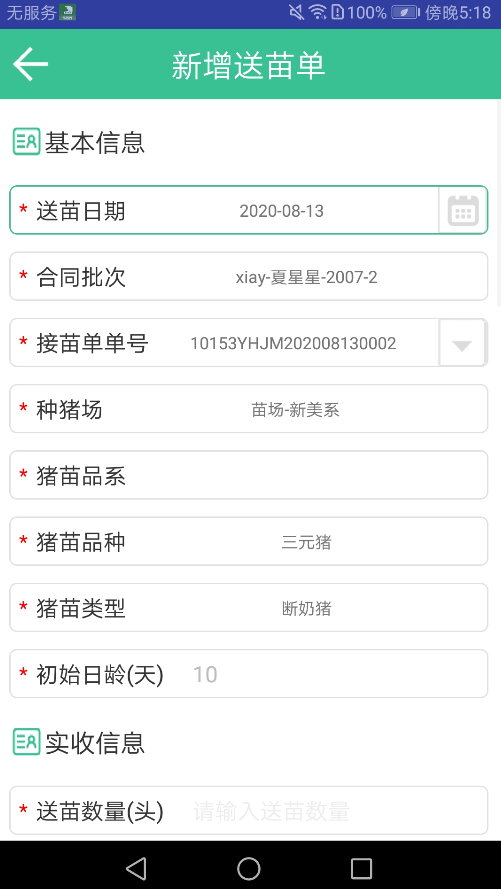 无服务 100% 傍晚5:18
新增送苗单
基本信息
* 送苗日期 2020-08-13
* 合同批次 xiay-夏星星-2007-2
* 接苗单单号 10153YHJM202008130002
* 种猪场 苗场-新美系
* 猪苗品系
* 猪苗品种 三元猪
* 猪苗类型 断奶猪
* 初始日龄(天) 10
实收信息
* 送苗数量(头) 请输入送苗数量